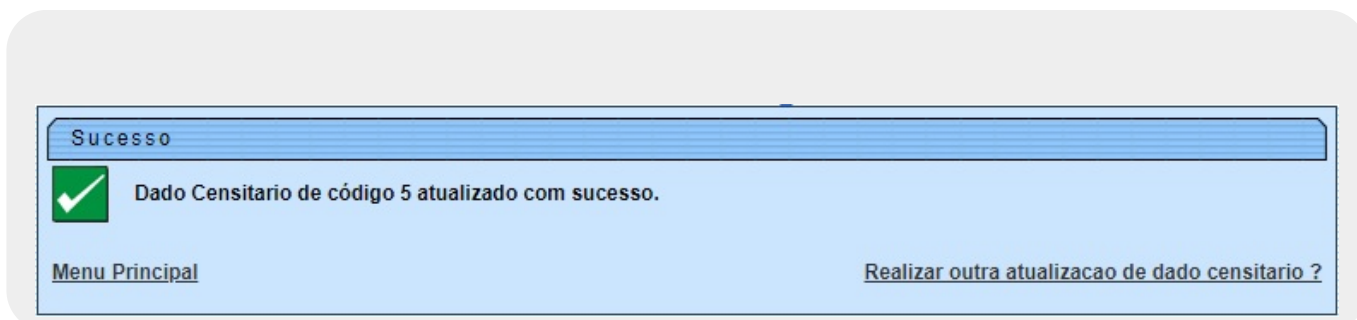 Sucesso
Dado Censitario de código 5 atualizado com sucesso.
Menu Principal
Realizar outra atualizacao de dado censitario ?